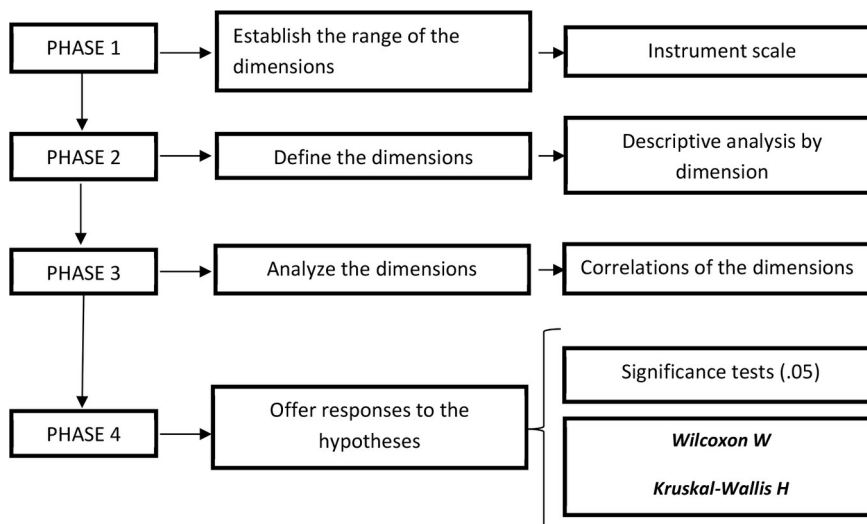 PHASE 1
Establish the range of the
dimensions
Instrument scale
PHASE 2
Define the dimensions
Descriptive analysis by
dimension
PHASE 3
Analyze the dimensions
Correlations of the dimensions
PHASE 4
Offer responses to the
hypotheses
Significance tests (.05)
Wilcoxon W
Kruskal-Wallis H